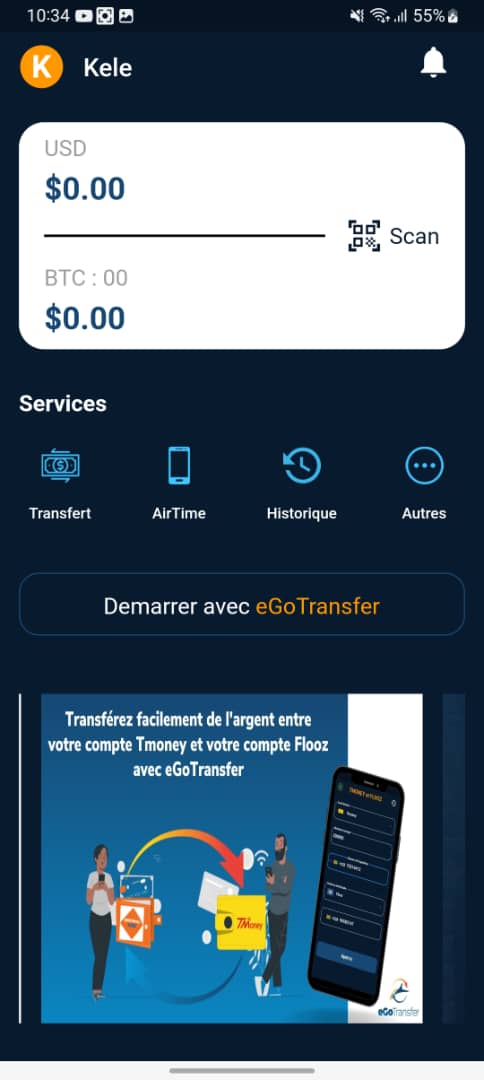 10:34
55%
K
Kele
USD
$0.00
Scan
BTC : 00
$0.00
Services
Transfert
AirTime
Historique
Autres
Demarrer avec eGoTransfer
Transférez facilement de l'argent entre
votre compte Tmoney et votre compte Flooz
avec eGoTransfer
TMoney
eGoTransfer